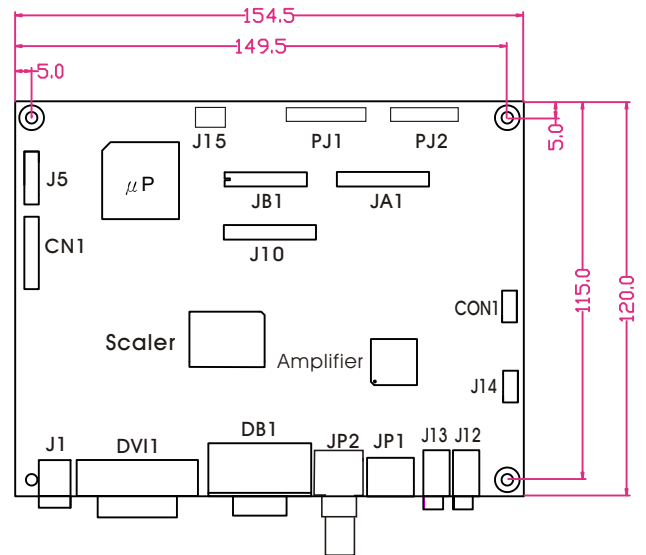 154.5
149.5
5.0
J15
PJ1
PJ2
5.0
J5
μP
JB1
JA1
CN1
J10
115.0
120.0
CON1
Scaler
Amplifier
J14
J1
DVI1
DB1
JP2
JP1
J13
J12